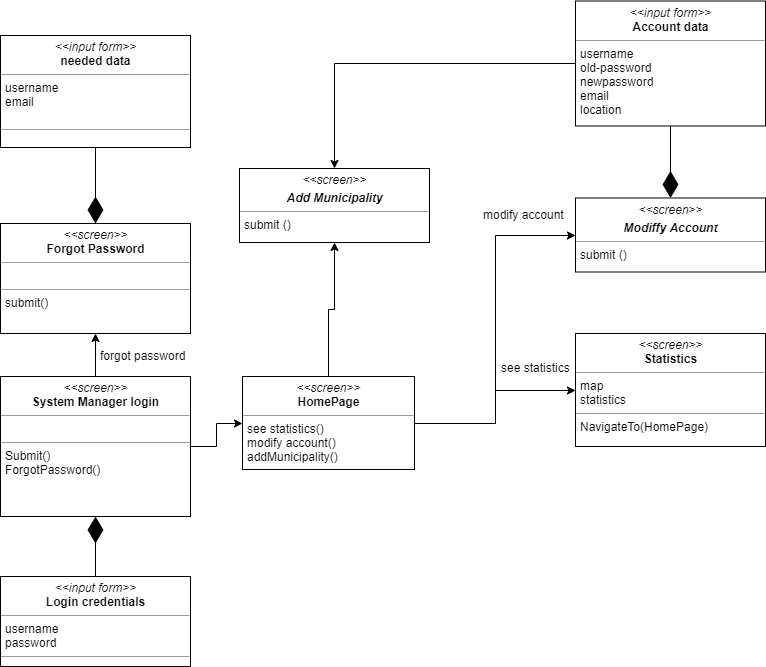 <<input form>>
needed data
username
email
<<input form>>
Account data
username
old-password
newpassword
email
location
<<screen>>
Add Municipality
submit ()
modify account
<<screen>>
Modiffy Account
submit ()
<<screen>>
Forgot Password
submit()
forgot password
see statistics
<<screen>>
Statistics
map
statistics
NavigateTo(HomePage)
<<screen>>
System Manager login
Submit()
ForgotPassword()
<<screen>>
HomePage
see statistics()
modify account()
addMunicipality()
<<input form>>
Login credentials
username
password